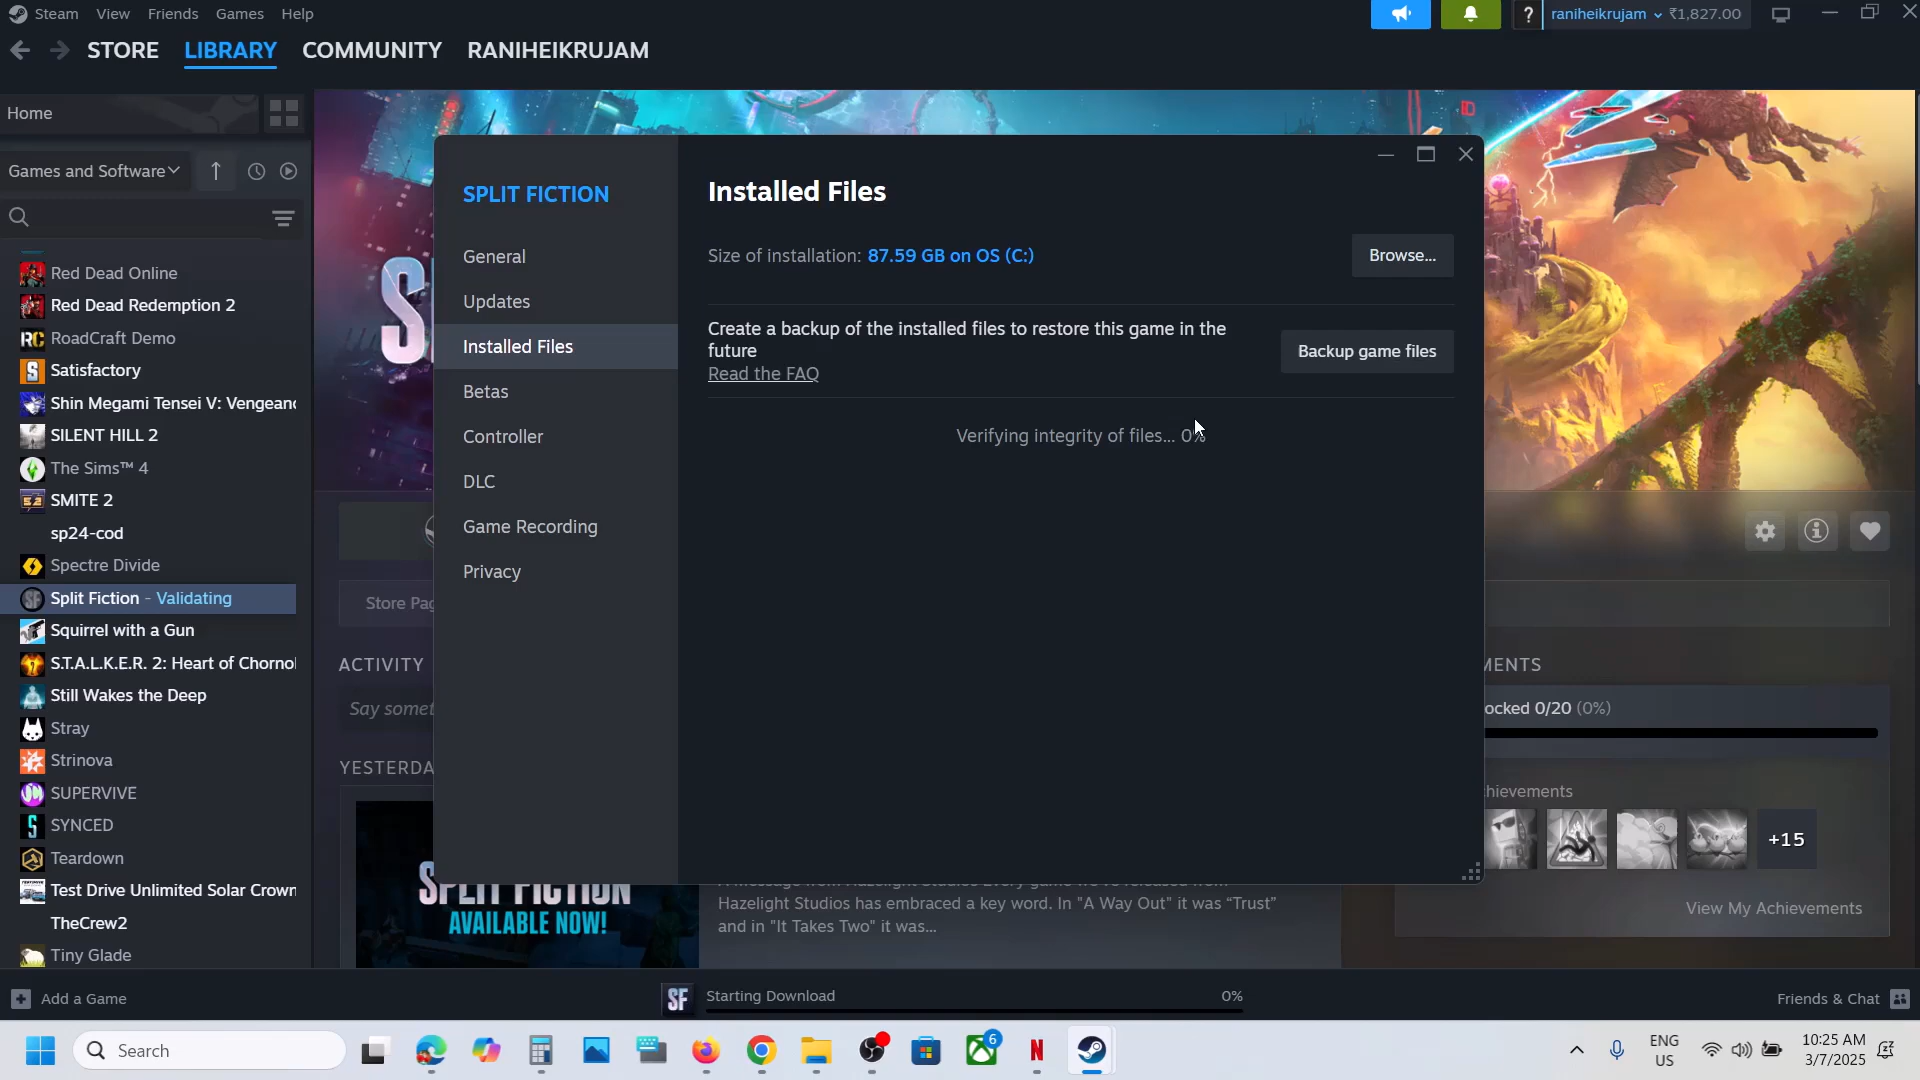 Steam View Friends Games Help
? raniheikrujam ₹1,827.00
STORE LIBRARY COMMUNITY RANIHEIKRUJAM
Home
Games and Software
Red Dead Online
Red Dead Redemption 2
RoadCraft Demo
Satisfactory
Shin Megami Tensei V: Vengeanc
SILENT HILL 2
The Sims™ 4
SMITE 2
sp24-cod
Spectre Divide
Split Fiction - Validating
Squirrel with a Gun
S.T.A.L.K.E.R. 2: Heart of Chornol
Still Wakes the Deep
Stray
Strinova
SUPERVIVE
SYNCED
Teardown
Test Drive Unlimited Solar Crown
TheCrew2
Tiny Glade
Add a Game
SPLIT FICTION
General
Updates
Installed Files
Betas
Controller
DLC
Game Recording
Privacy
Installed Files
Size of installation: 87.59 GB on OS (C:)
Browse...
Create a backup of the installed files to restore this game in the
future
Read the FAQ
Backup game files
Verifying integrity of files... 0%
Store Pag
ACTIVITY
Say somet
YESTERDA
SPLIT FICTION
AVAILABLE NOW!
Hazelight Studios has embraced a key word. In "A Way Out" it was “Trust”
and in "It Takes Two" it was...
MENTS
ocked 0/20 (0%)
chievements
+15
View My Achievements
SF Starting Download 0%
Friends & Chat
Search
6
ENG
US
10:25 AM
3/7/2025